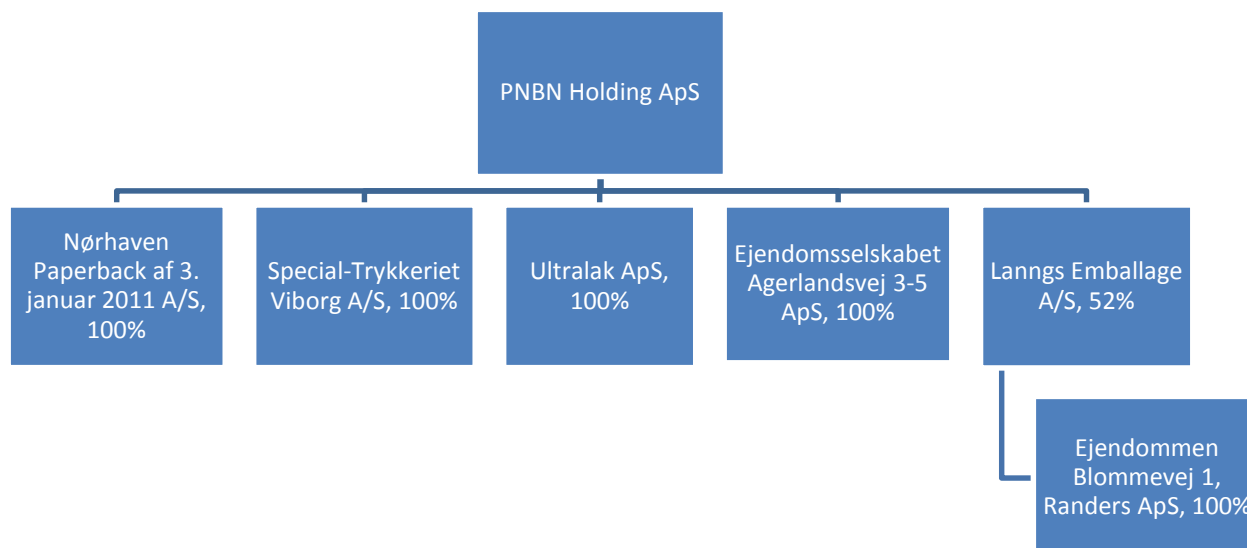 PNBN Holding ApS
Nørhaven
Paperback af 3.
januar 2011 A/S,
100%
Special-Trykkeriet
Viborg A/S, 100%
Ultralak ApS,
100%
Ejendomsselskabet
Agerlandsvej 3-5
ApS, 100%
Lanngs Emballage
A/S, 52%
Ejendommen
Blommevej 1,
Randers ApS, 100%